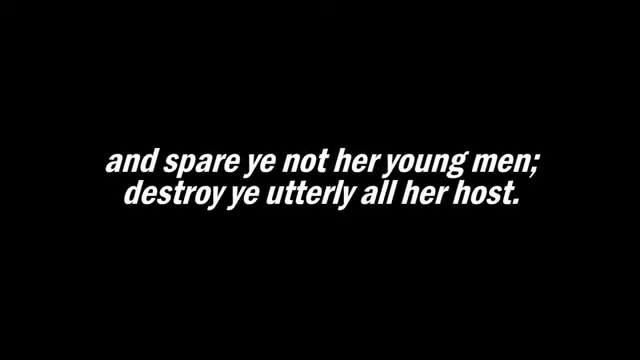 and spare ye not her young men;
destroy ye utterly all her host.